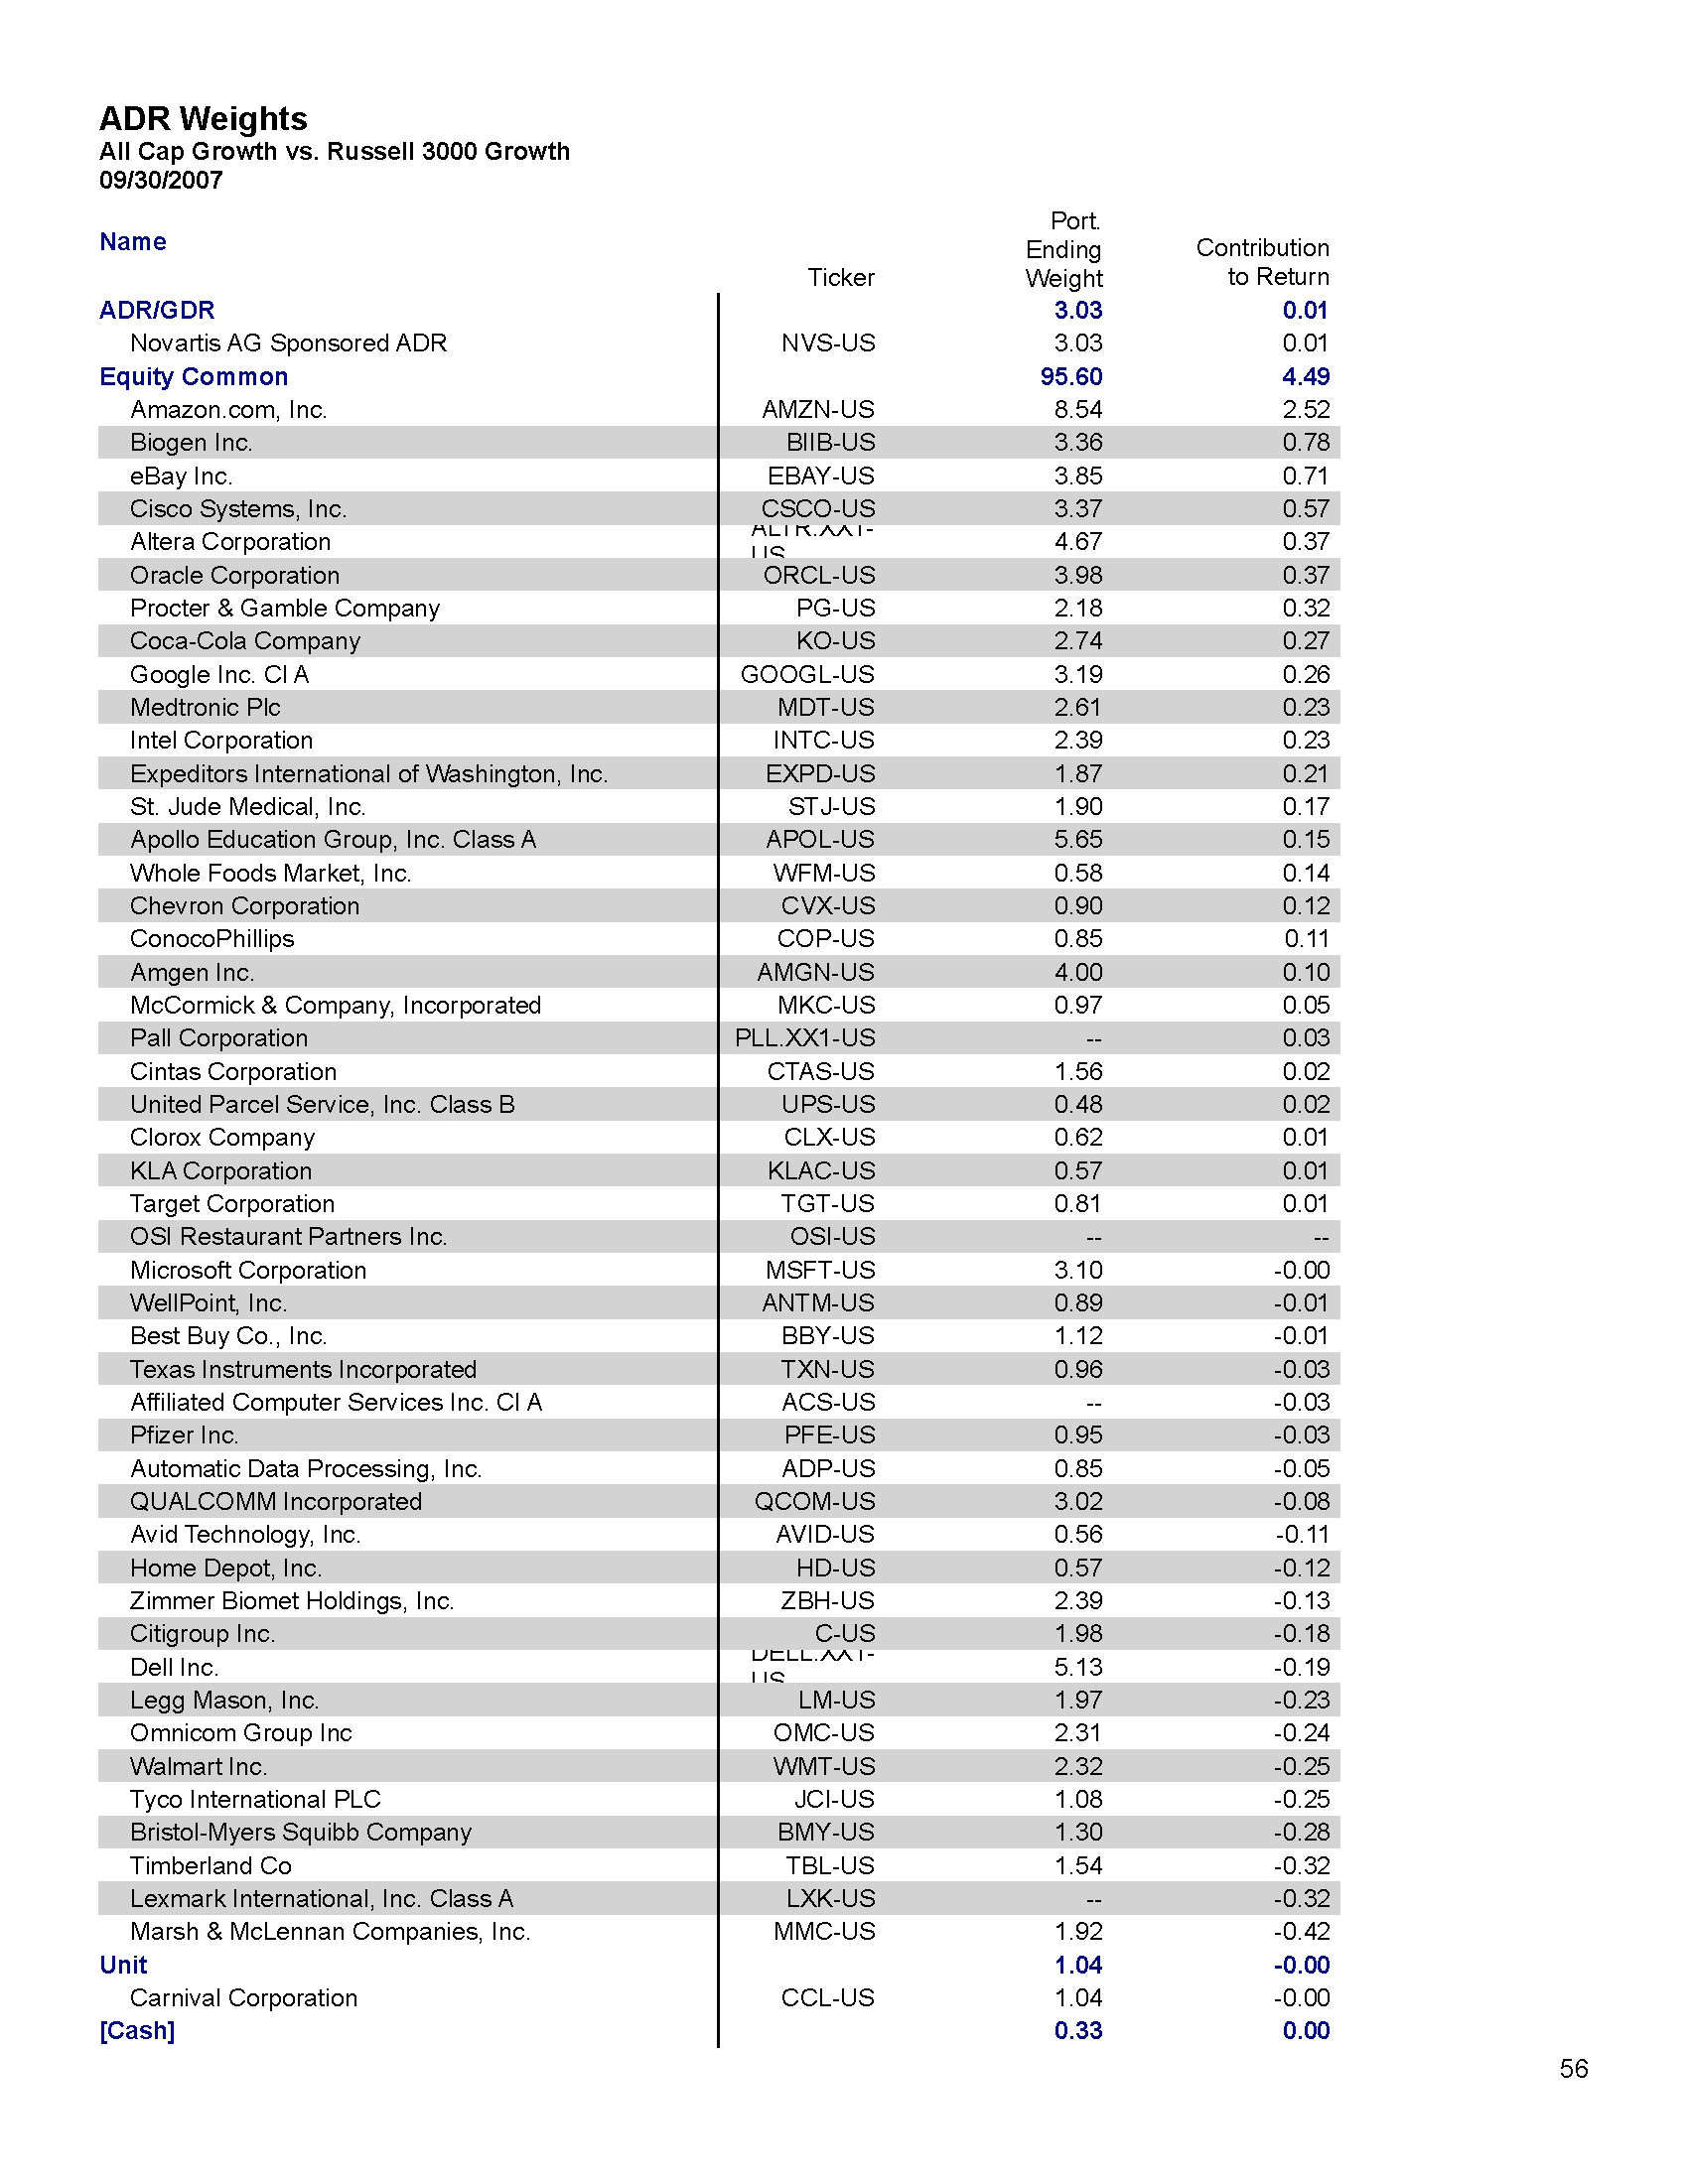 ADR Weights
All Cap Growth vs. Russell 3000 Growth
09/30/2007
Name Ticker Port. Ending Weight Contribution to Return
ADR/GDR 3.03 0.01
Novartis AG Sponsored ADR NVS-US 3.03 0.01
Equity Common 95.60 4.49
Amazon.com, Inc. AMZN-US 8.54 2.52
Biogen Inc. BIIB-US 3.36 0.78
eBay Inc. EBAY-US 3.85 0.71
Cisco Systems, Inc. CSCO-US 3.37 0.57
Altera Corporation ALTR.XX1-US 4.67 0.37
Oracle Corporation ORCL-US 3.98 0.37
Procter & Gamble Company PG-US 2.18 0.32
Coca-Cola Company KO-US 2.74 0.27
Google Inc. Cl A GOOGL-US 3.19 0.26
Medtronic Plc MDT-US 2.61 0.23
Intel Corporation INTC-US 2.39 0.23
Expeditors International of Washington, Inc. EXPD-US 1.87 0.21
St. Jude Medical, Inc. STJ-US 1.90 0.17
Apollo Education Group, Inc. Class A APOL-US 5.65 0.15
Whole Foods Market, Inc. WFM-US 0.58 0.14
Chevron Corporation CVX-US 0.90 0.12
ConocoPhillips COP-US 0.85 0.11
Amgen Inc. AMGN-US 4.00 0.10
McCormick & Company, Incorporated MKC-US 0.97 0.05
Pall Corporation PLL.XX1-US -- 0.03
Cintas Corporation CTAS-US 1.56 0.02
United Parcel Service, Inc. Class B UPS-US 0.48 0.02
Clorox Company CLX-US 0.62 0.01
KLA Corporation KLAC-US 0.57 0.01
Target Corporation TGT-US 0.81 0.01
OSI Restaurant Partners Inc. OSI-US -- --
Microsoft Corporation MSFT-US 3.10 -0.00
WellPoint, Inc. ANTM-US 0.89 -0.01
Best Buy Co., Inc. BBY-US 1.12 -0.01
Texas Instruments Incorporated TXN-US 0.96 -0.03
Affiliated Computer Services Inc. Cl A ACS-US -- -0.03
Pfizer Inc. PFE-US 0.95 -0.03
Automatic Data Processing, Inc. ADP-US 0.85 -0.05
QUALCOMM Incorporated QCOM-US 3.02 -0.08
Avid Technology, Inc. AVID-US 0.56 -0.11
Home Depot, Inc. HD-US 0.57 -0.12
Zimmer Biomet Holdings, Inc. ZBH-US 2.39 -0.13
Citigroup Inc. C-US 1.98 -0.18
Dell Inc. DELL.XX1-US 5.13 -0.19
Legg Mason, Inc. LM-US 1.97 -0.23
Omnicom Group Inc OMC-US 2.31 -0.24
Walmart Inc. WMT-US 2.32 -0.25
Tyco International PLC JCI-US 1.08 -0.25
Bristol-Myers Squibb Company BMY-US 1.30 -0.28
Timberland Co TBL-US 1.54 -0.32
Lexmark International, Inc. Class A LXK-US -- -0.32
Marsh & McLennan Companies, Inc. MMC-US 1.92 -0.42
Unit 1.04 -0.00
Carnival Corporation CCL-US 1.04 -0.00
[Cash] 0.33 0.00
56